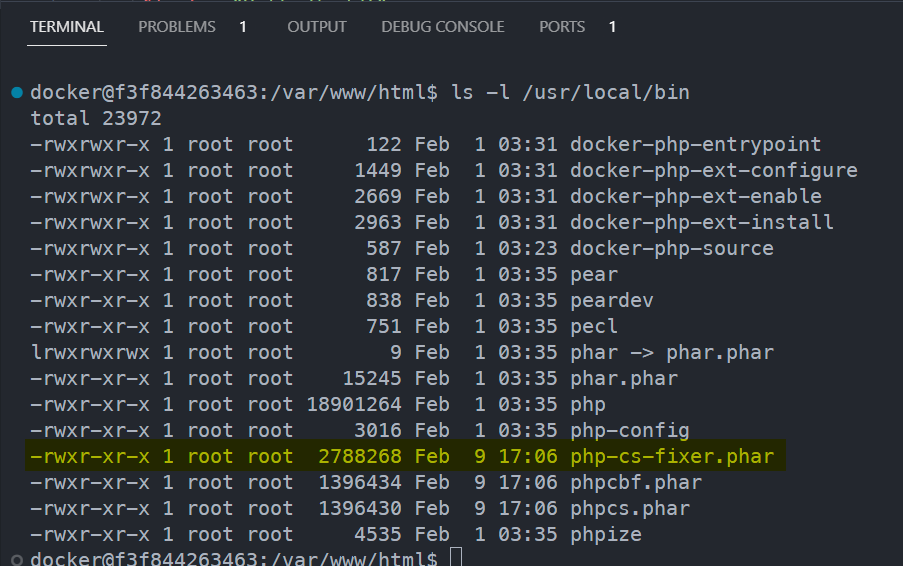 TERMINAL PROBLEMS 1 OUTPUT DEBUG CONSOLE PORTS 1
docker@f3f844263463:/var/www/html$ ls -l /usr/local/bin
total 23972
-rwxrwxr-x 1 root root      122 Feb  1 03:31 docker-php-entrypoint
-rwxrwxr-x 1 root root     1449 Feb  1 03:31 docker-php-ext-configure
-rwxrwxr-x 1 root root     2669 Feb  1 03:31 docker-php-ext-enable
-rwxrwxr-x 1 root root     2963 Feb  1 03:31 docker-php-ext-install
-rwxrwxr-x 1 root root      587 Feb  1 03:23 docker-php-source
-rwxr-xr-x 1 root root      817 Feb  1 03:35 pear
-rwxr-xr-x 1 root root      838 Feb  1 03:35 peardev
-rwxr-xr-x 1 root root      751 Feb  1 03:35 pecl
lrwxrwxrwx 1 root root        9 Feb  1 03:35 phar -> phar.phar
-rwxr-xr-x 1 root root    15245 Feb  1 03:35 phar.phar
-rwxr-xr-x 1 root root 18901264 Feb  1 03:35 php
-rwxr-xr-x 1 root root     3016 Feb  1 03:35 php-config
-rwxr-xr-x 1 root root  2788268 Feb  9 17:06 php-cs-fixer.phar
-rwxr-xr-x 1 root root  1396434 Feb  9 17:06 phpcbf.phar
-rwxr-xr-x 1 root root  1396430 Feb  9 17:06 phpcs.phar
-rwxr-xr-x 1 root root     4535 Feb  1 03:35 phpize
docker@f3f844263463:/var/www/html$